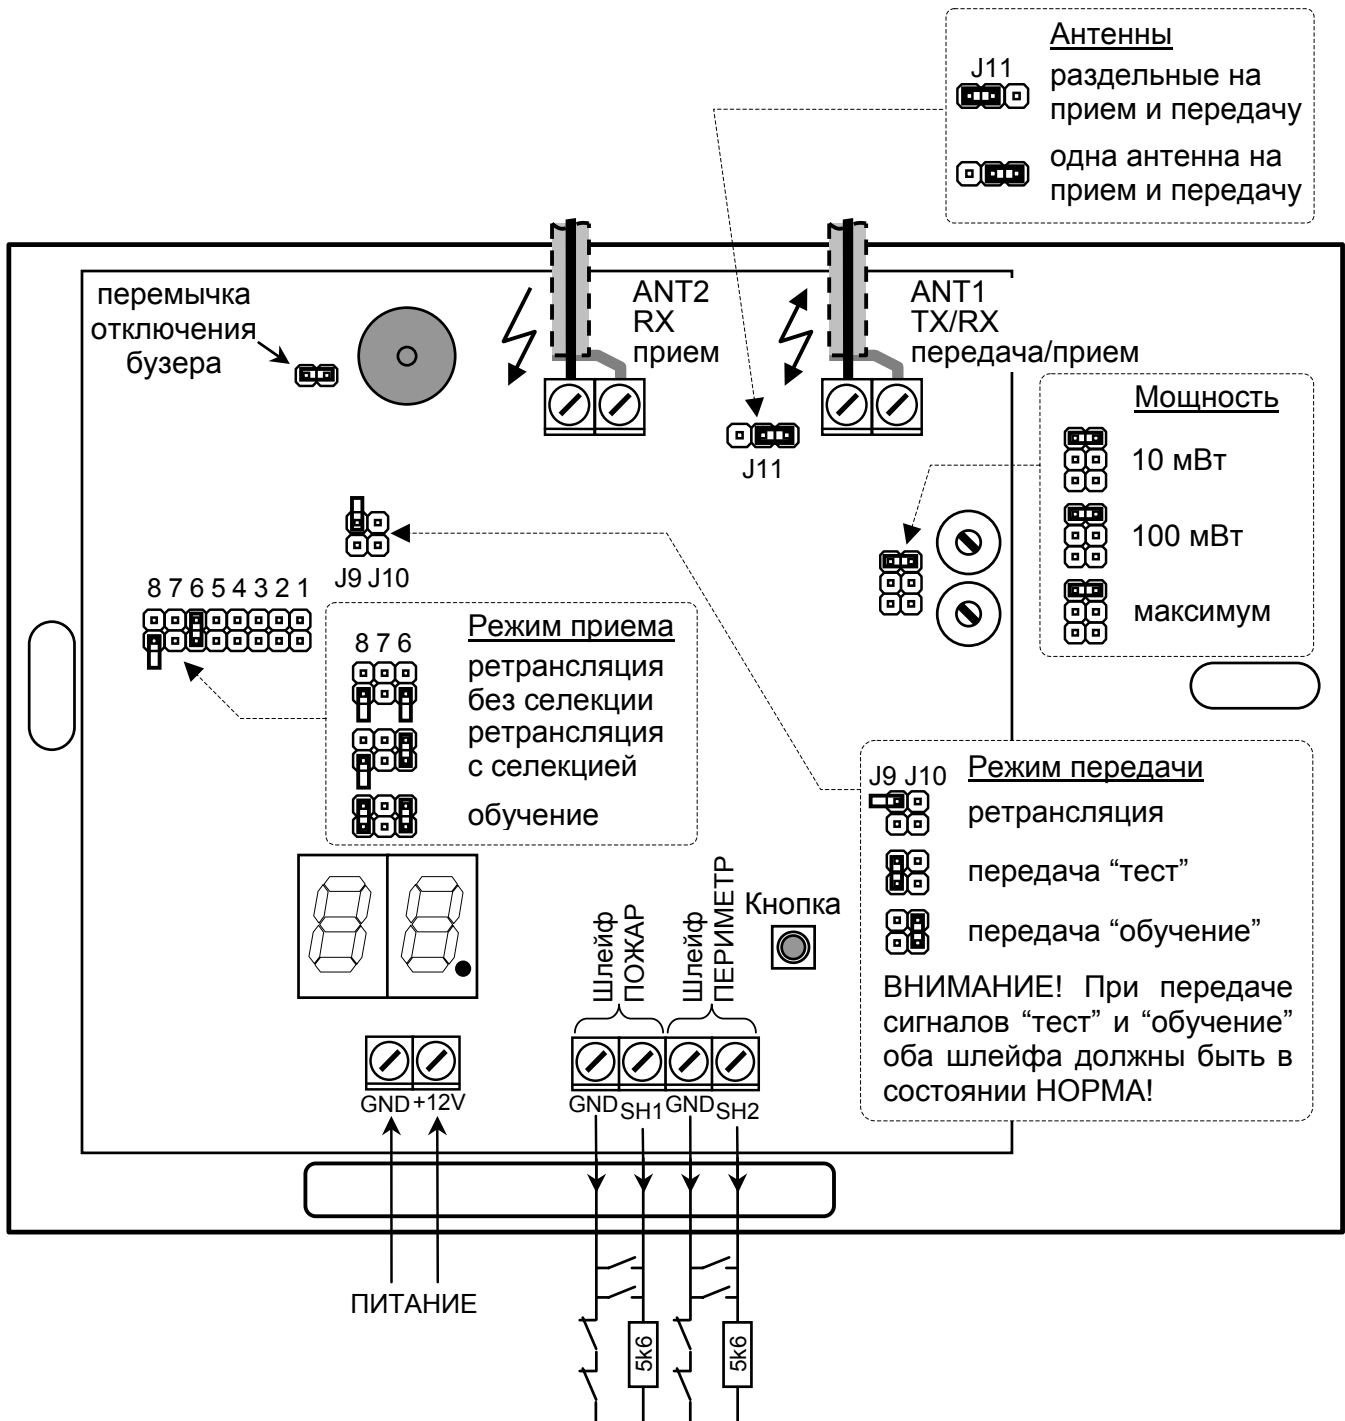 Антенны
J11
раздельные на
прием и передачу
одна антенна на
прием и передачу
перемычка
отключения
бузера
ANT2
RX
прием
ANT1
TX/RX
передача/прием
J11
Мощность
10 мВт
100 мВт
максимум
J9 J10
8 7 6 5 4 3 2 1
Режим приема
8 7 6
ретрансляция
без селекции
ретрансляция
с селекцией
обучение
J9 J10
Режим передачи
ретрансляция
передача “тест”
передача “обучение”
ВНИМАНИЕ! При передаче
сигналов “тест” и “обучение”
оба шлейфа должны быть в
состоянии НОРМА!
Шлейф
ПОЖАР
Шлейф
ПЕРИМЕТР
Кнопка
GND +12V
GND SH1 GND SH2
ПИТАНИЕ
5k6
5k6